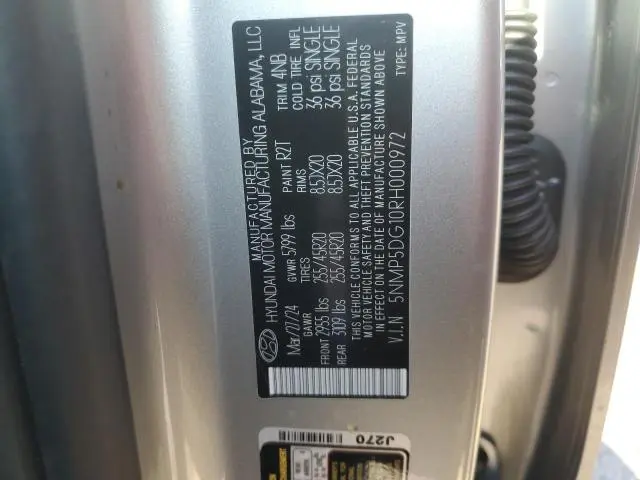 MANUFACTURED BY
HYUNDAI MOTOR MANUFACTURING ALABAMA, LLC
Mar/07/24 PAINT R2T TRIM 4NB
GVWR 5799 lbs
GAWR TIRES RIMS COLD TIRE INFL
FRONT 2955 lbs 255/45R20 8.5JX20 36 psi SINGLE
REAR 3109 lbs 255/45R20 8.5JX20 36 psi SINGLE
THIS VEHICLE CONFORMS TO ALL APPLICABLE U.S.A. FEDERAL
MOTOR VEHICLE SAFETY AND THEFT PREVENTION STANDARDS
IN EFFECT ON THE DATE OF MANUFACTURE SHOWN ABOVE
V.I.N 5NMP5DG10RH000972 TYPE: MPV
J270